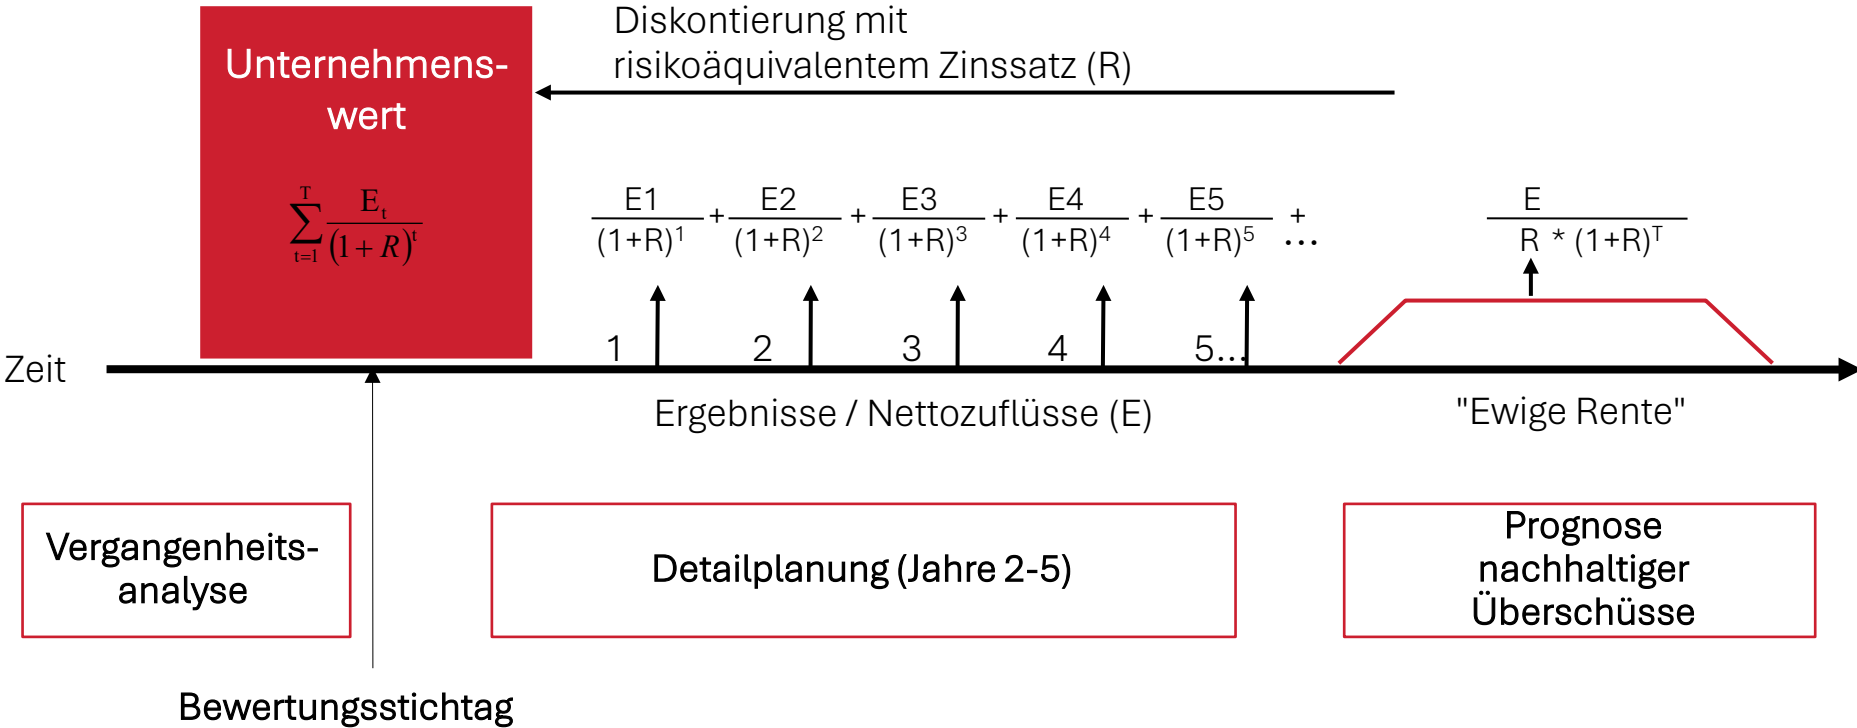 Diskontierung mit
risikoäquivalentem Zinssatz (R)
Unternehmens-
wert
T
∑ E_t / (1 + R)^t
t=1
E1 + E2 + E3 + E4 + E5 + E
(1+R)¹ (1+R)² (1+R)³ (1+R)⁴ (1+R)⁵ ... R * (1+R)ᵀ
1 2 3 4 5...
Zeit
Ergebnisse / Nettozuflüsse (E) "Ewige Rente"
Vergangenheits-
analyse
Detailplanung (Jahre 2-5)
Prognose
nachhaltiger
Überschüsse
Bewertungsstichtag